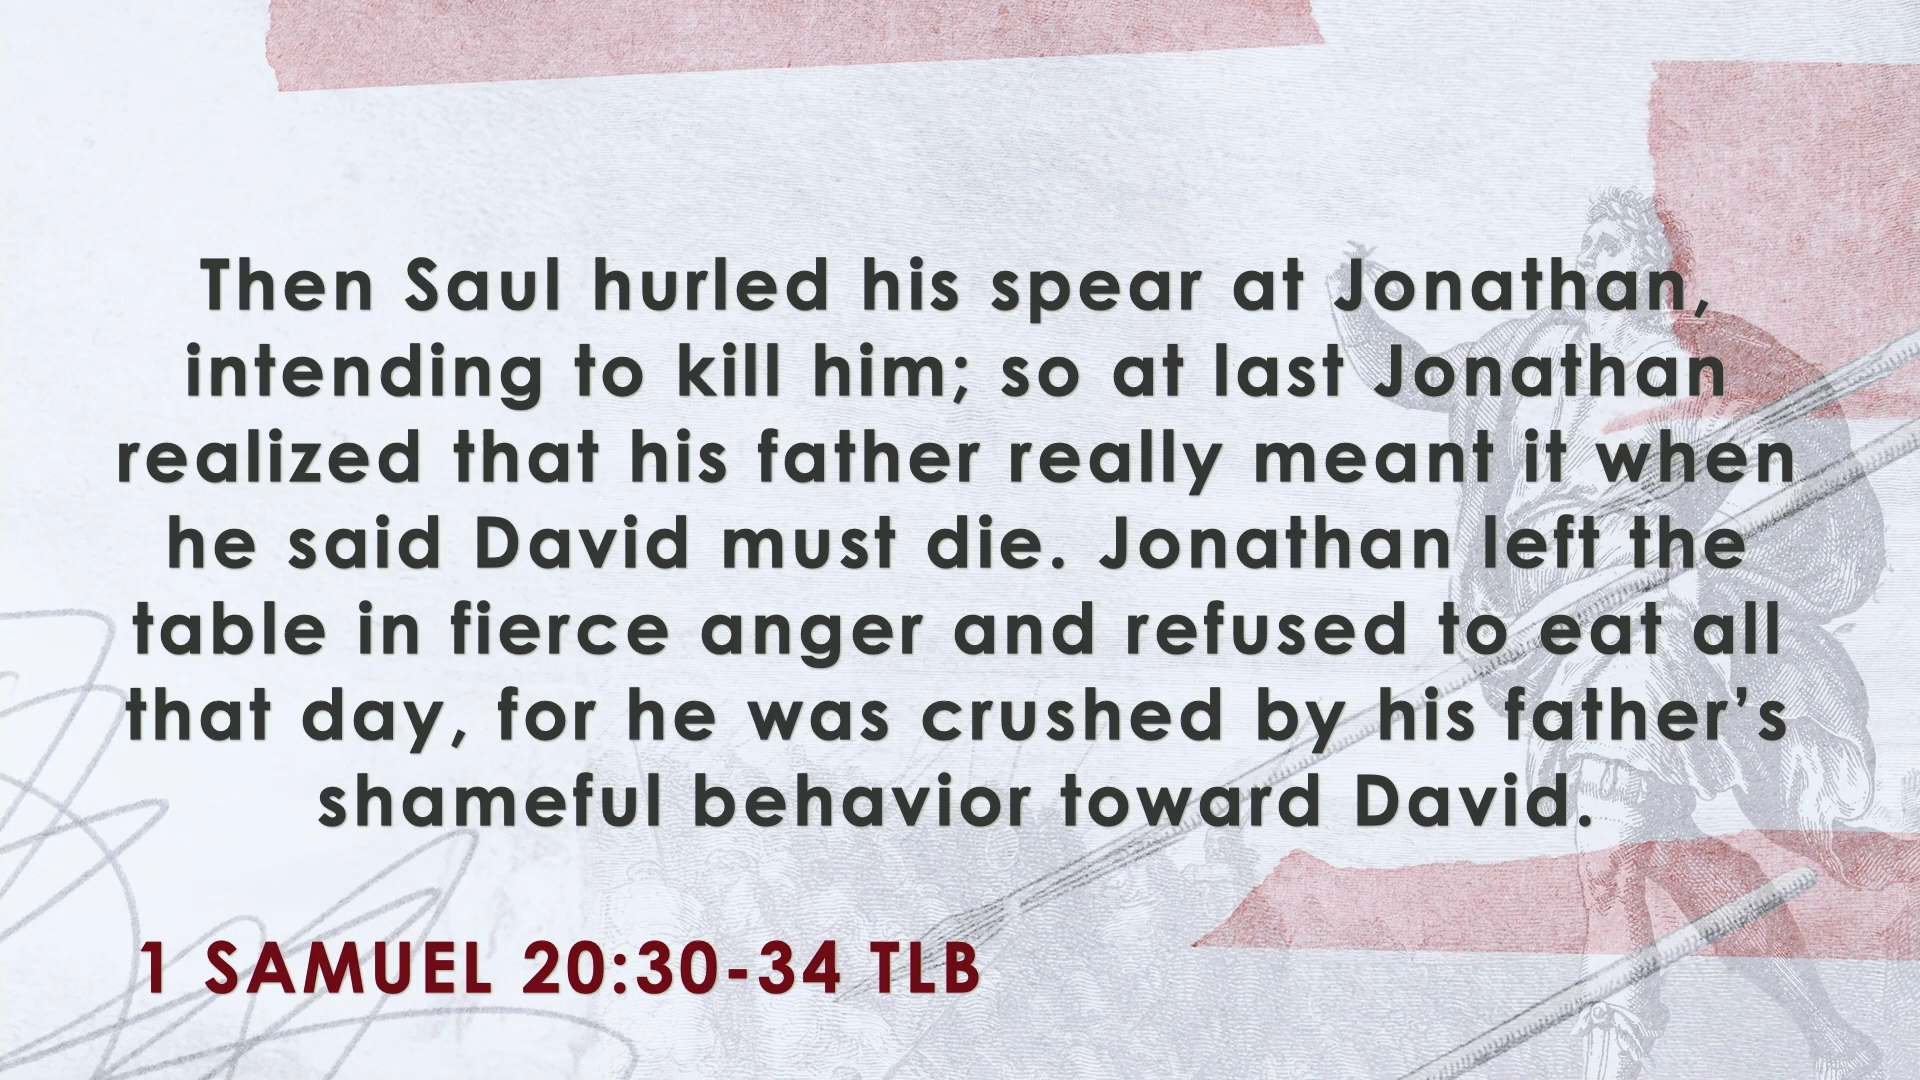 Then Saul hurled his spear at Jonathan,
intending to kill him; so at last Jonathan
realized that his father really meant it when
he said David must die. Jonathan left the
table in fierce anger and refused to eat all
that day, for he was crushed by his father’s
shameful behavior toward David.
1 SAMUEL 20:30-34 TLB